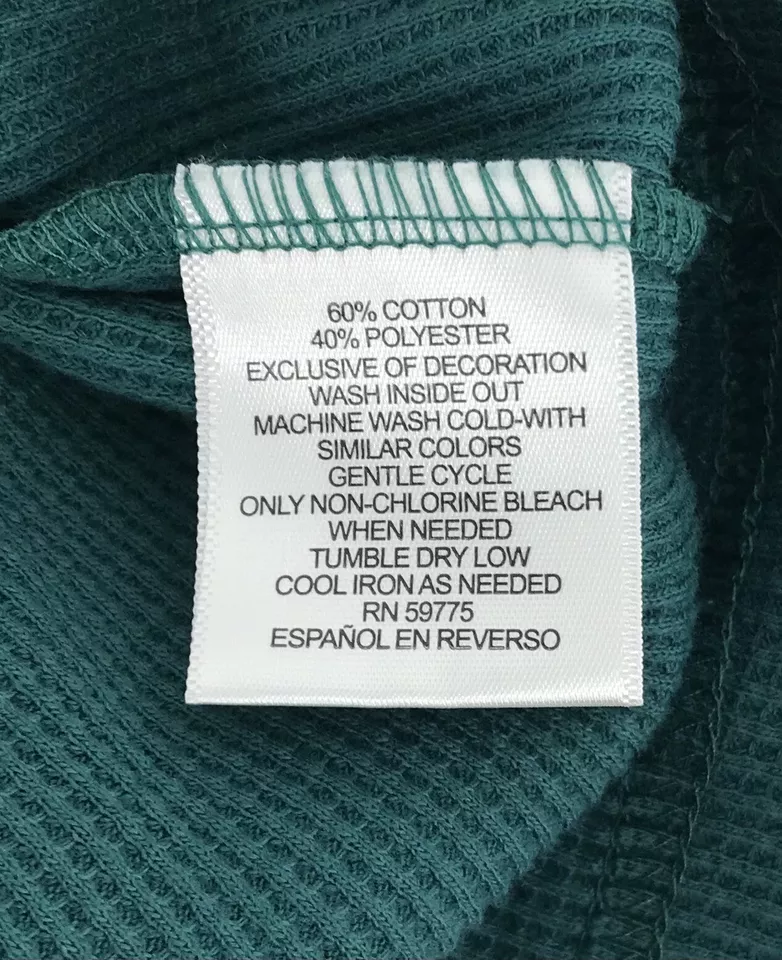 60% COTTON
40% POLYESTER
EXCLUSIVE OF DECORATION
WASH INSIDE OUT
MACHINE WASH COLD-WITH
SIMILAR COLORS
GENTLE CYCLE
ONLY NON-CHLORINE BLEACH
WHEN NEEDED
TUMBLE DRY LOW
COOL IRON AS NEEDED
RN 59775
ESPAÑOL EN REVERSO